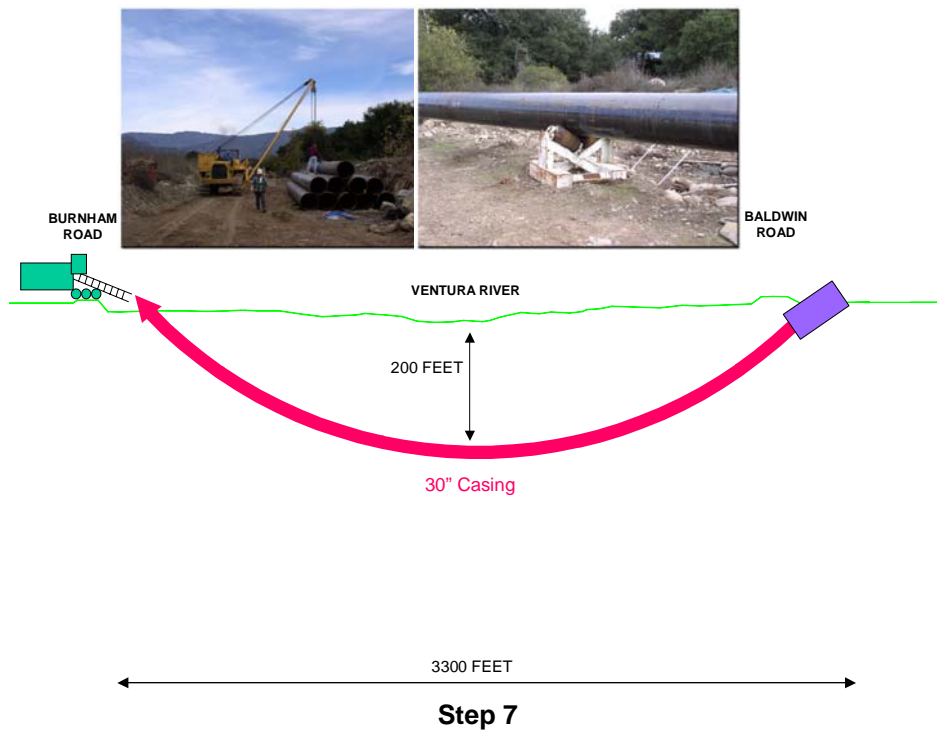 BURNHAM
ROAD
BALDWIN
ROAD
VENTURA RIVER
200 FEET
30” Casing
3300 FEET
Step 7